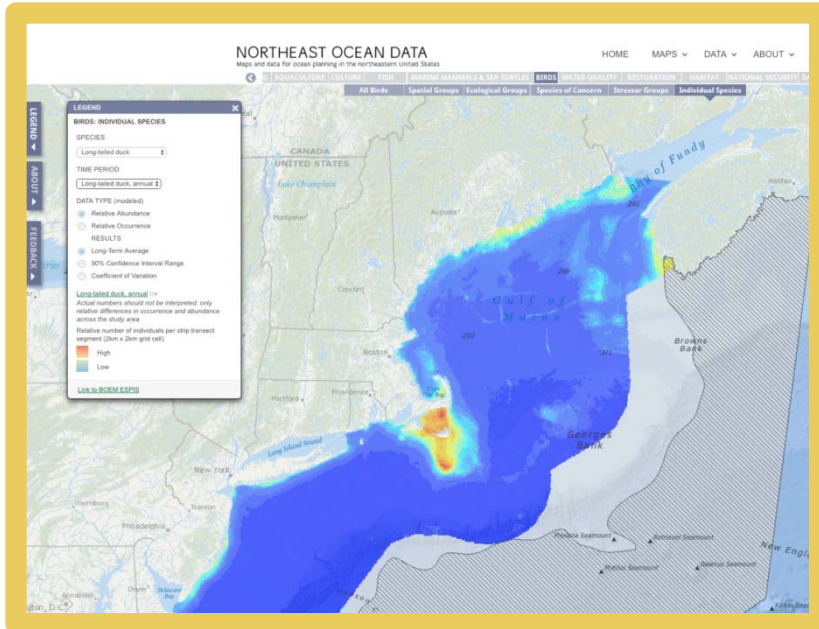 NORTHEAST OCEAN DATA
Maps and data for ocean planning in the northeastern United States
HOME MAPS DATA ABOUT
AQUACULTURE CULTURE FISH MARINE MAMMALS & SEA TURTLES BIRDS WATER QUALITY RESTORATION HABITAT NATIONAL SECURITY
All Birds Spatial Groups Ecological Groups Species of Concern Stressor Groups Individual Species
LEGEND
ABOUT
FEEDBACK
LEGEND
BIRDS: INDIVIDUAL SPECIES
SPECIES
Long-tailed duck
TIME PERIOD
Long-tailed duck, annual
DATA TYPE (modeled)
Relative Abundance
Relative Occurrence
RESULTS
Long-Term Average
90% Confidence Interval Range
Coefficient of Variation
Long-tailed duck, annual
Actual numbers should not be interpreted: only
relative differences in occurrence and abundance
across the study area.
Relative number of individuals per strip transect
segment (2km x 2km grid cell)
High
Low
Link to BOEM ESPIS
CANADA
UNITED STATES
Lake Champlain
Montpelier
Augusta
Bay of Fundy
Halifax
Concord
Gulf of
Maine
Browns
Bank
Boston
Hartford
Providence
Georges
Bank
Long Island Sound
New York
Harrisburg
Trenton
Philadelphia
Physalia Seamount
Retriever Seamount
Mytilus Seamount
Balanus Seamount
New Engl
Annapolis
Dover
Delaware
Bay